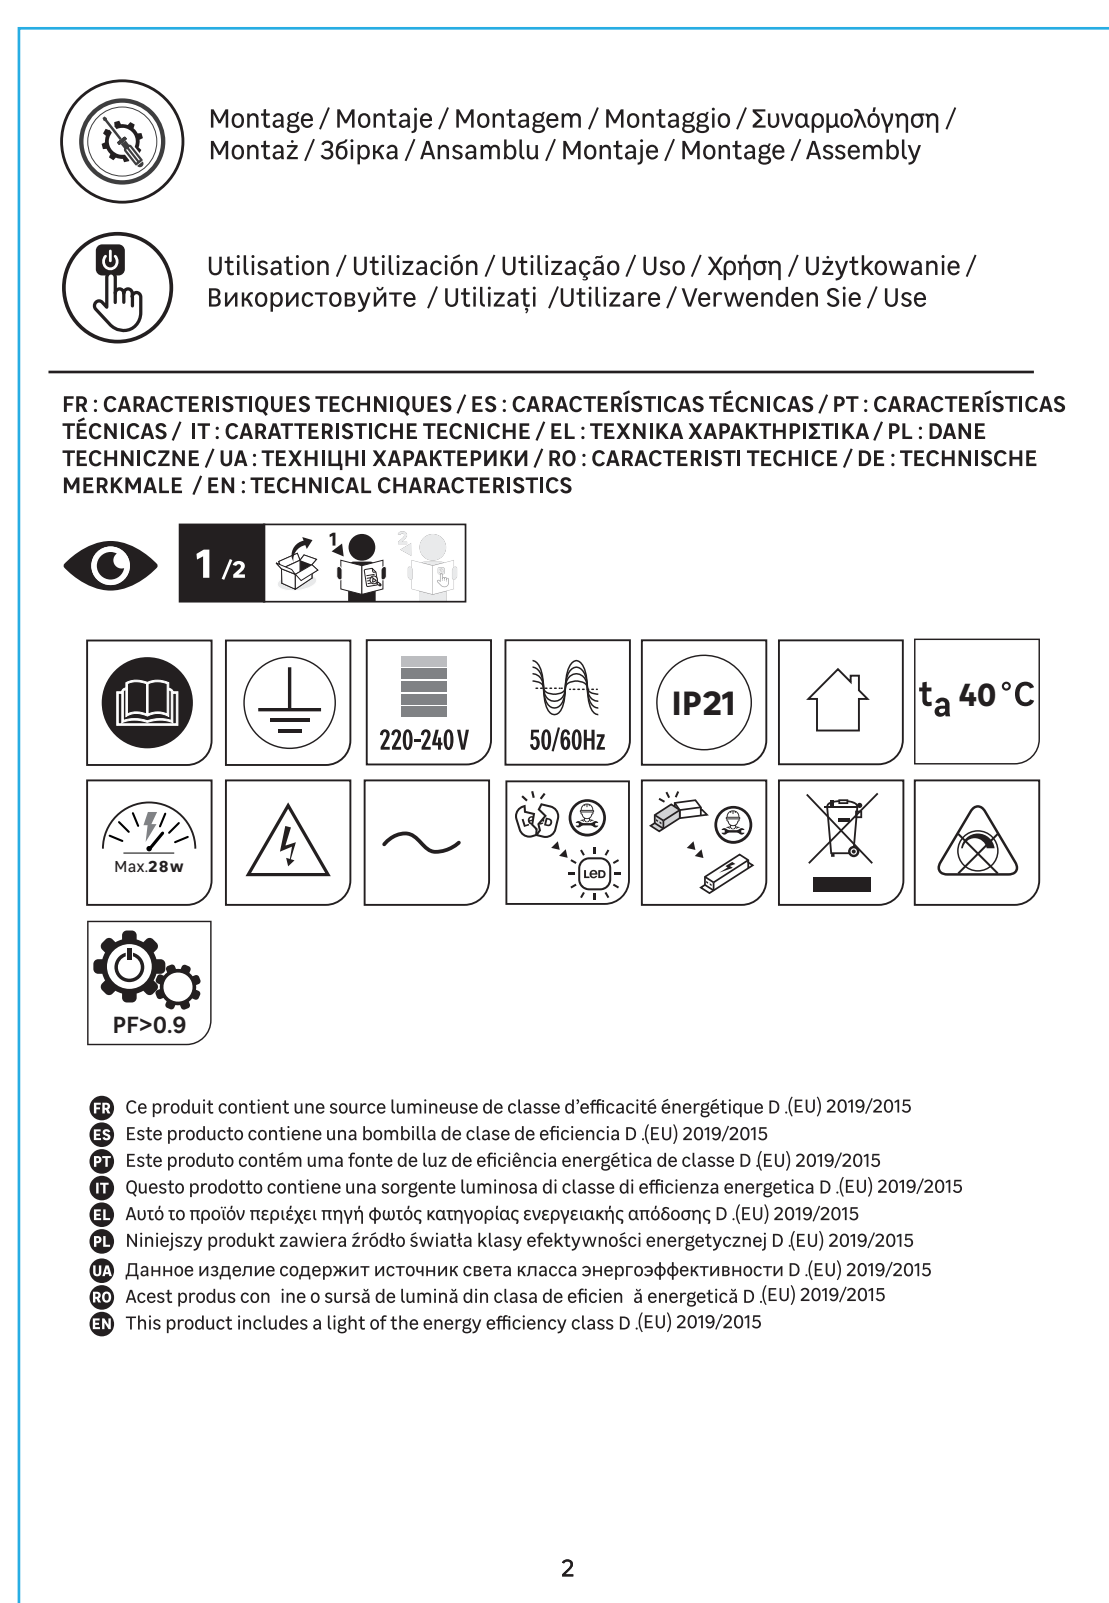 Montage / Montaje / Montagem / Montaggio / Συναρμολόγηση /
Montaż / Збірка / Ansamblu / Montaje / Montage / Assembly
Utilisation / Utilización / Utilização / Uso / Χρήση / Użytkowanie /
Використовуйте / Utilizați /Utilizare / Verwenden Sie / Use
FR : CARACTERISTIQUES TECHNIQUES / ES : CARACTERÍSTICAS TÉCNICAS / PT : CARACTERÍSTICAS
TÉCNICAS / IT : CARATTERISTICHE TECNICHE / EL : ΤΕΧΝΙΚΑ ΧΑΡΑΚΤΗΡΙΣΤΙΚΑ / PL : DANE
TECHNICZNE / UA : ТЕХНІЦНІ ХАРАКТЕРИКИ / RO : CARACTERISTI TECHICE / DE : TECHNISCHE
MERKMALE / EN : TECHNICAL CHARACTERISTICS
1 /2
1
2
220-240 V
50/60Hz
IP21
ta 40°C
Max.28w
LED
LED
PF>0.9
FR Ce produit contient une source lumineuse de classe d'efficacité énergétique D .(EU) 2019/2015
ES Este producto contiene una bombilla de clase de eficiencia D .(EU) 2019/2015
PT Este produto contém uma fonte de luz de eficiência energética de classe D .(EU) 2019/2015
IT Questo prodotto contiene una sorgente luminosa di classe di efficienza energetica D .(EU) 2019/2015
EL Αυτό το προϊόν περιέχει πηγή φωτός κατηγορίας ενεργειακής απόδοσης D .(EU) 2019/2015
PL Niniejszy produkt zawiera źródło światła klasy efektywności energetycznej D .(EU) 2019/2015
UA Данное изделие содержит источник света класса энергоэффективности D .(EU) 2019/2015
RO Acest produs con ine o sursă de lumină din clasa de eficien ă energetică D .(EU) 2019/2015
EN This product includes a light of the energy efficiency class D .(EU) 2019/2015
2